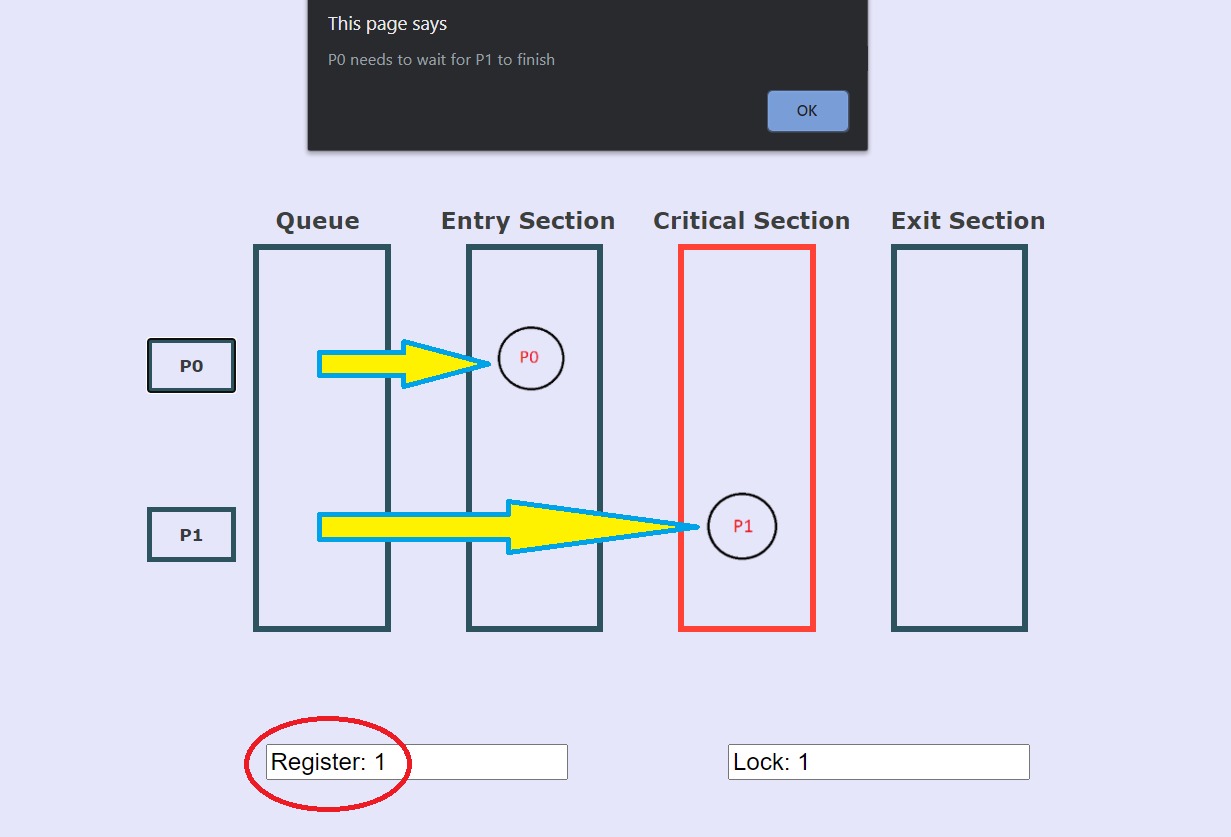 This page says
P0 needs to wait for P1 to finish
OK
Queue
Entry Section
Critical Section
Exit Section
P0
P0
P1
P1
Register: 1
Lock: 1